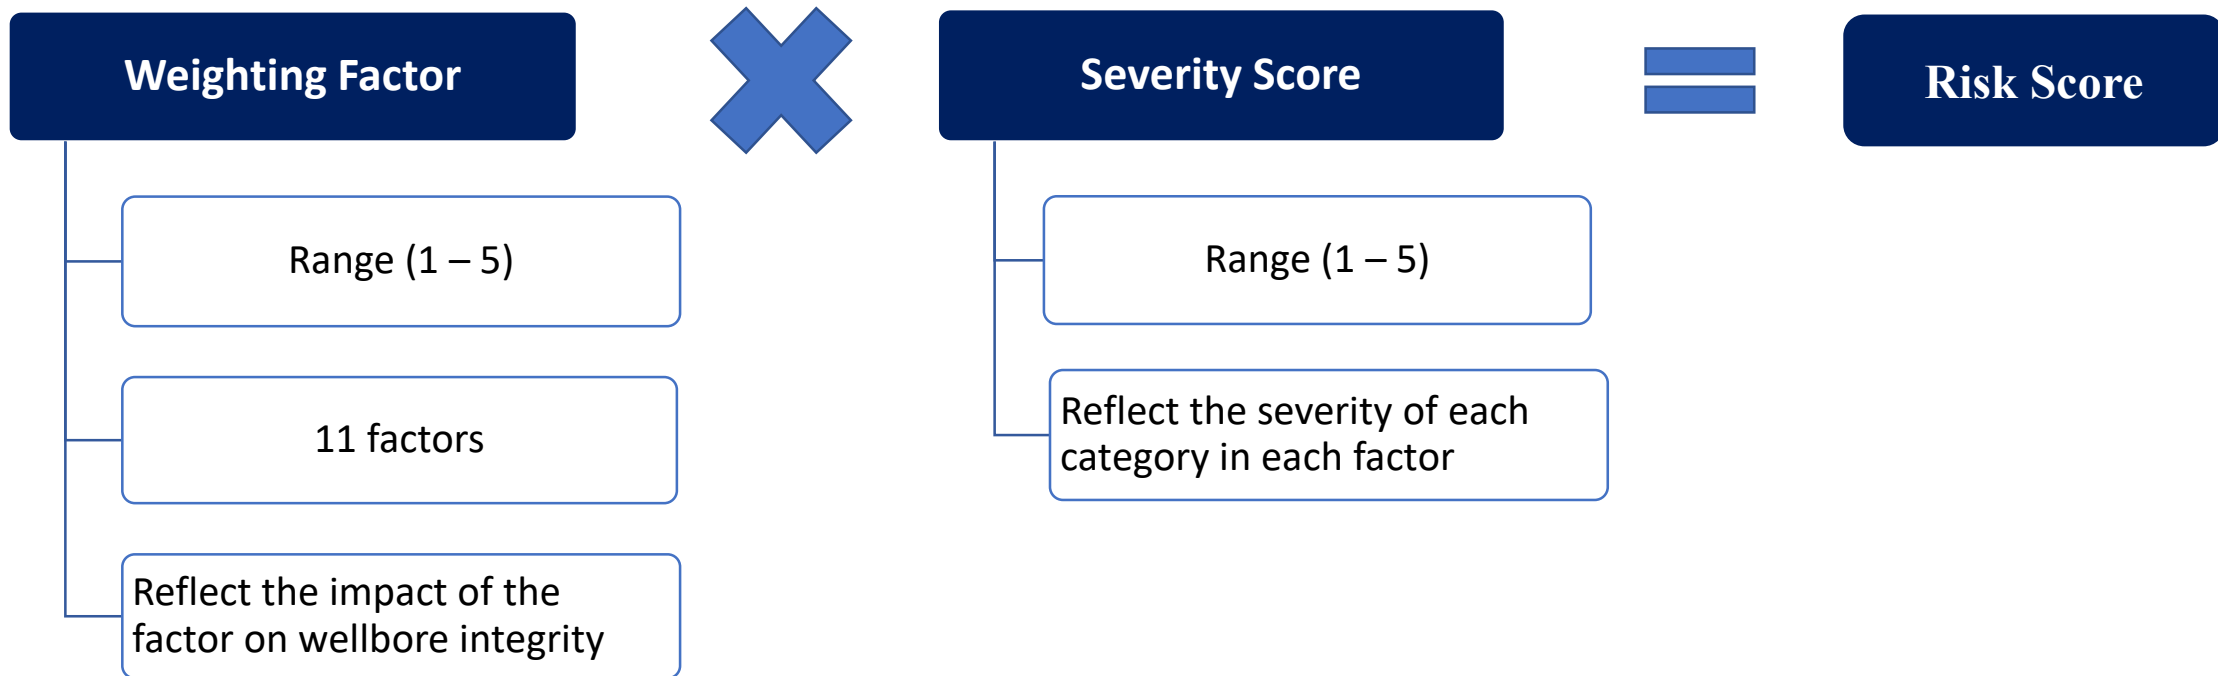 Weighting Factor
Severity Score
Risk Score
Range (1 – 5)
11 factors
Reflect the impact of the
factor on wellbore integrity
Range (1 – 5)
Reflect the severity of each
category in each factor